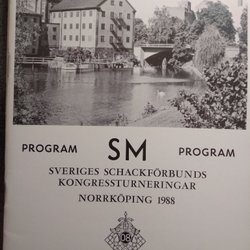 PROGRAM SM PROGRAM
SVERIGES SCHACKFÖRBUNDS
KONGRESSTURNERINGAR
NORRKÖPING 1988